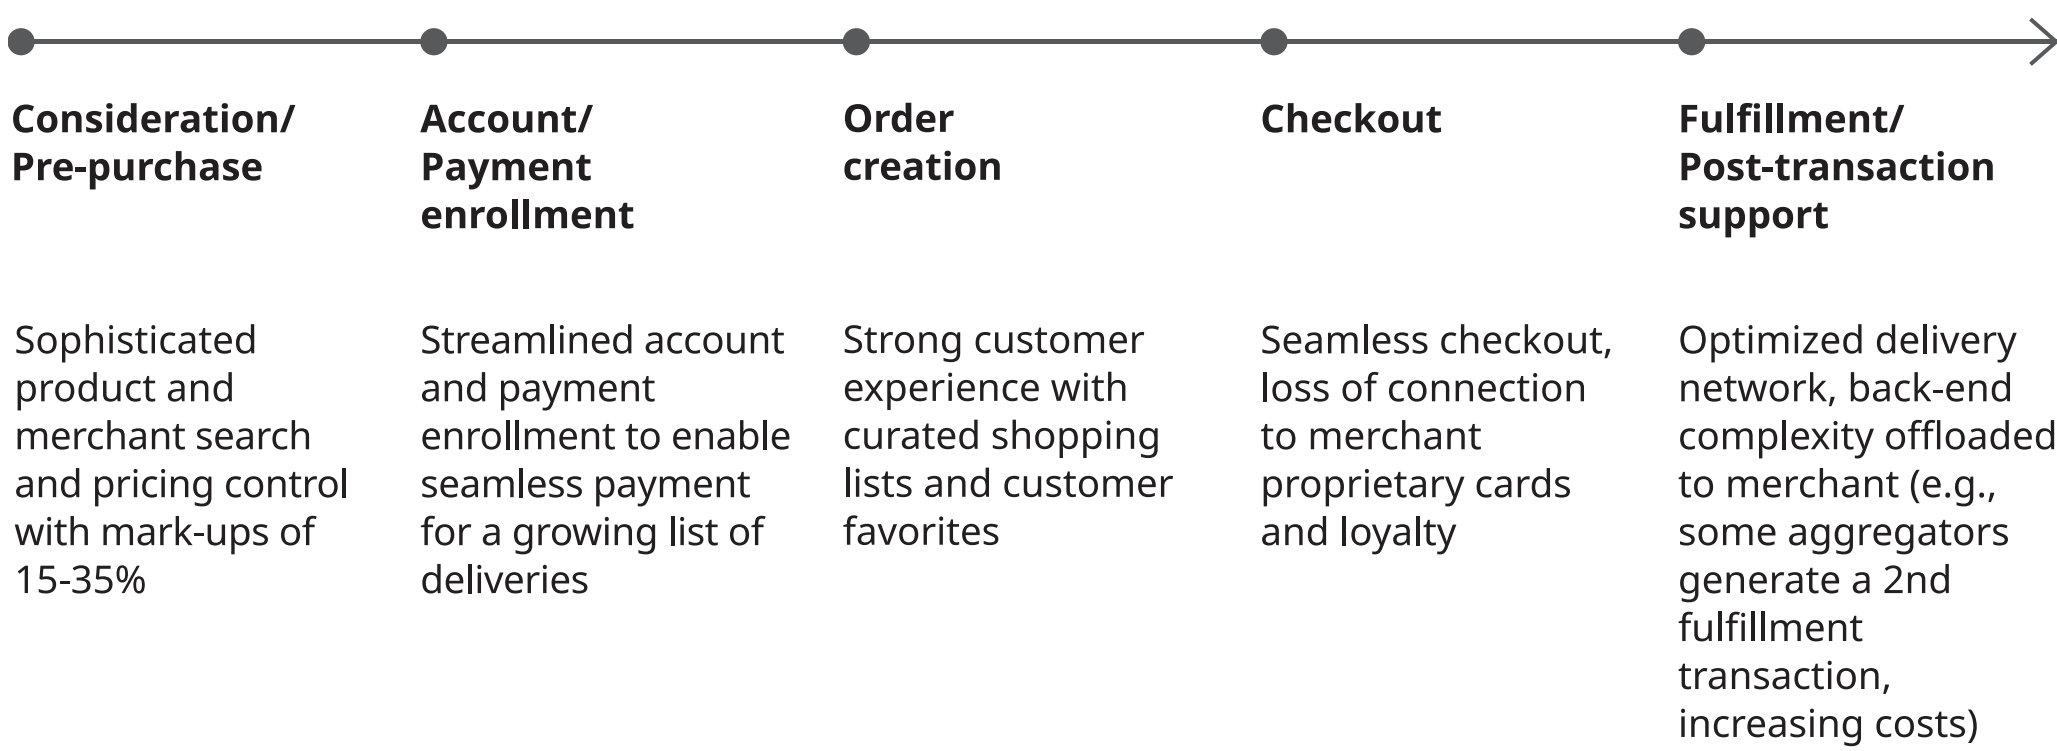 Consideration/
Pre-purchase
Sophisticated
product and
merchant search
and pricing control
with mark-ups of
15-35%
Account/
Payment
enrollment
Streamlined account
and payment
enrollment to enable
seamless payment
for a growing list of
deliveries
Order
creation
Strong customer
experience with
curated shopping
lists and customer
favorites
Checkout
Seamless checkout,
loss of connection
to merchant
proprietary cards
and loyalty
Fulfillment/
Post-transaction
support
Optimized delivery
network, back-end
complexity offloaded
to merchant (e.g.,
some aggregators
generate a 2nd
fulfillment
transaction,
increasing costs)